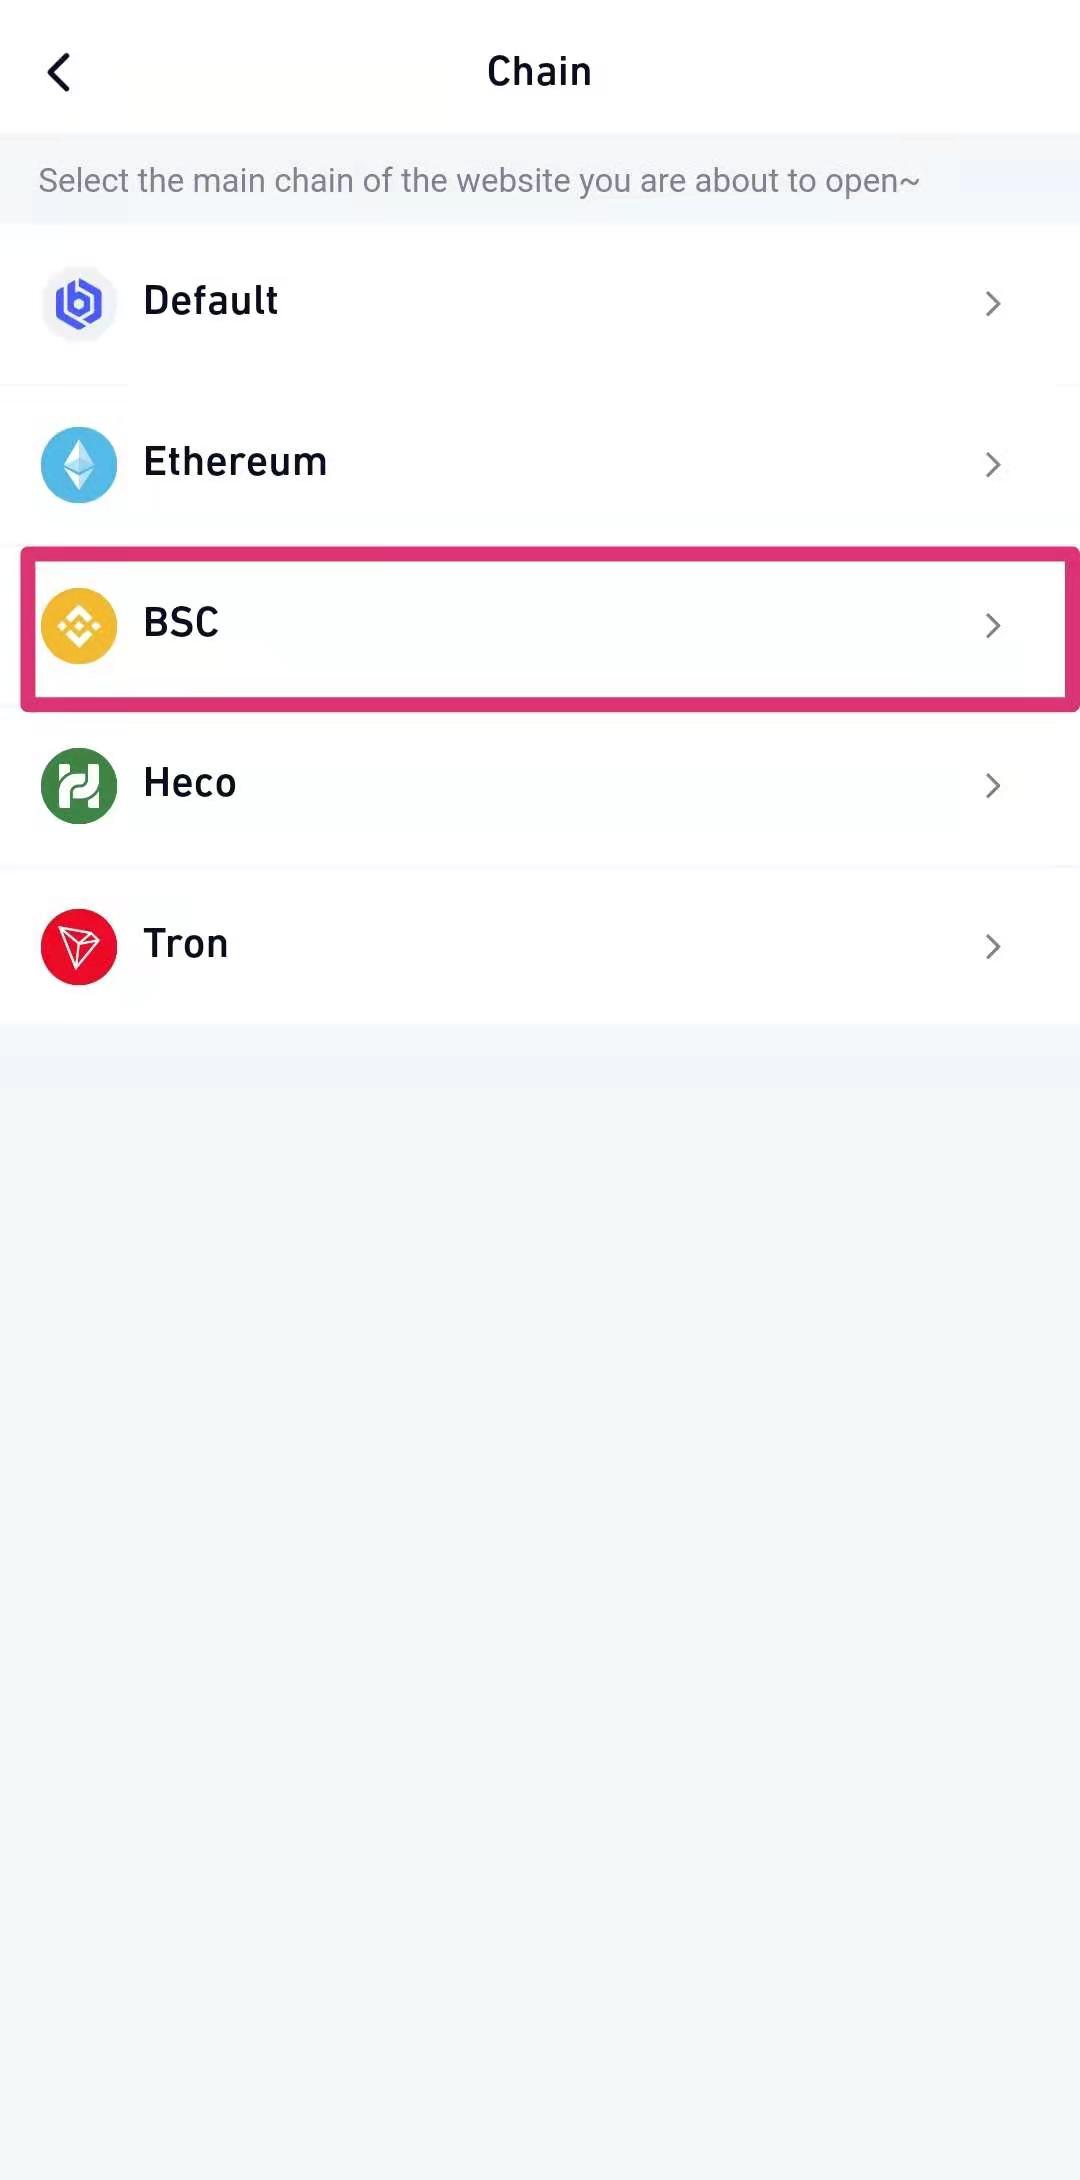 Chain
Select the main chain of the website you are about to open~
Default
Ethereum
BSC
Heco
Tron